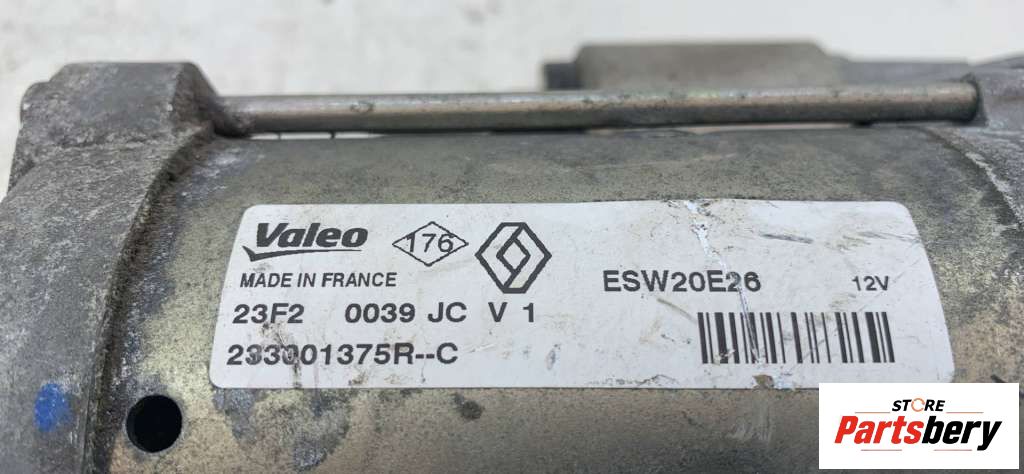 Valeo 176
MADE IN FRANCE
ESW20E26 12V
23F2 0039 JC V 1
233001375R--C
STORE
Partsbery